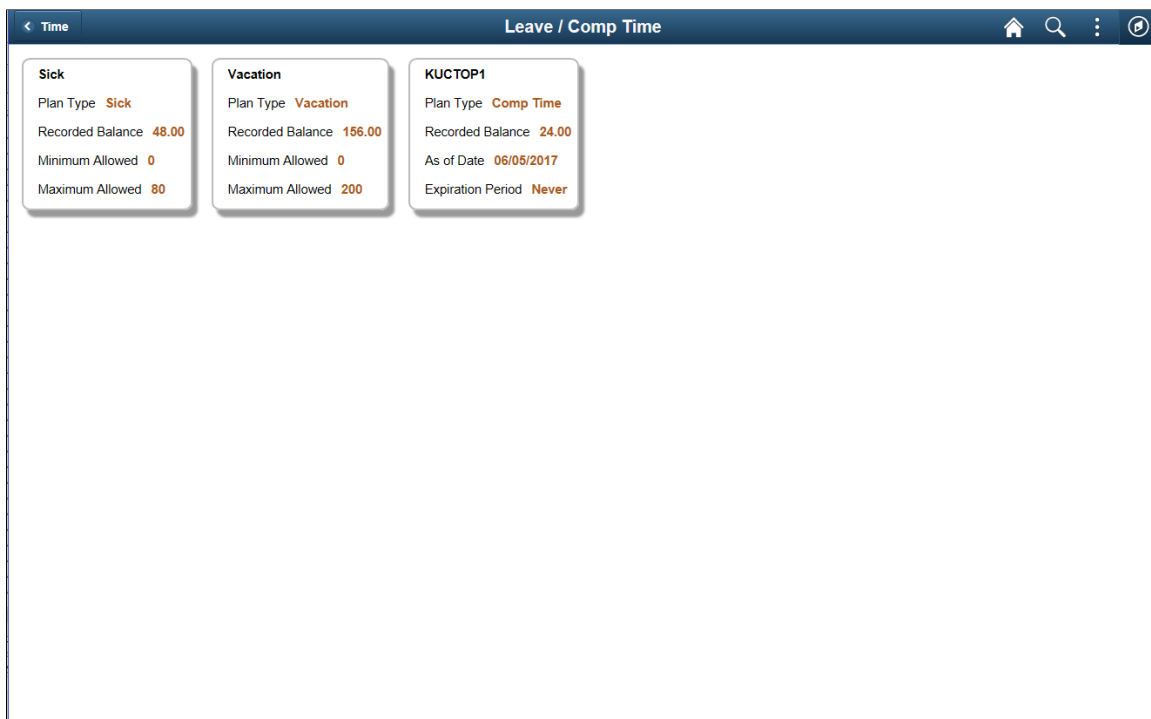 Time
Leave / Comp Time
Sick
Plan Type Sick
Recorded Balance 48.00
Minimum Allowed 0
Maximum Allowed 80
Vacation
Plan Type Vacation
Recorded Balance 156.00
Minimum Allowed 0
Maximum Allowed 200
KUCTOP1
Plan Type Comp Time
Recorded Balance 24.00
As of Date 06/05/2017
Expiration Period Never